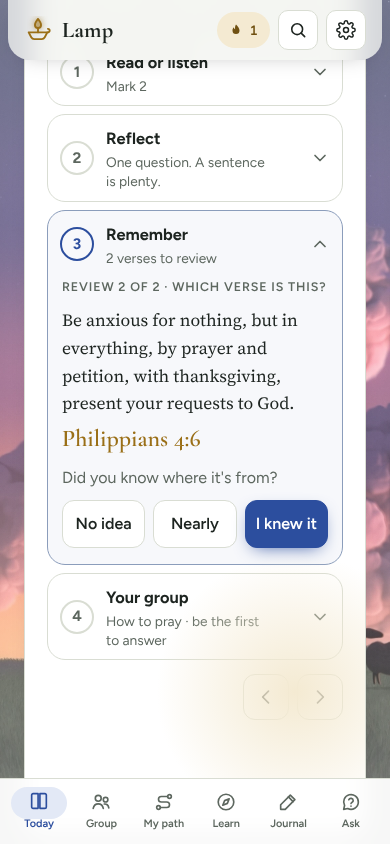 Lamp
1
1
Read or listen
Mark 2
2
Reflect
One question. A sentence
is plenty.
3
Remember
2 verses to review
REVIEW 2 OF 2 · WHICH VERSE IS THIS?
Be anxious for nothing, but in
everything, by prayer and
petition, with thanksgiving,
present your requests to God.
Philippians 4:6
Did you know where it's from?
No idea
Nearly
I knew it
4
Your group
How to pray · be the first
to answer
Today
Group
My path
Learn
Journal
Ask